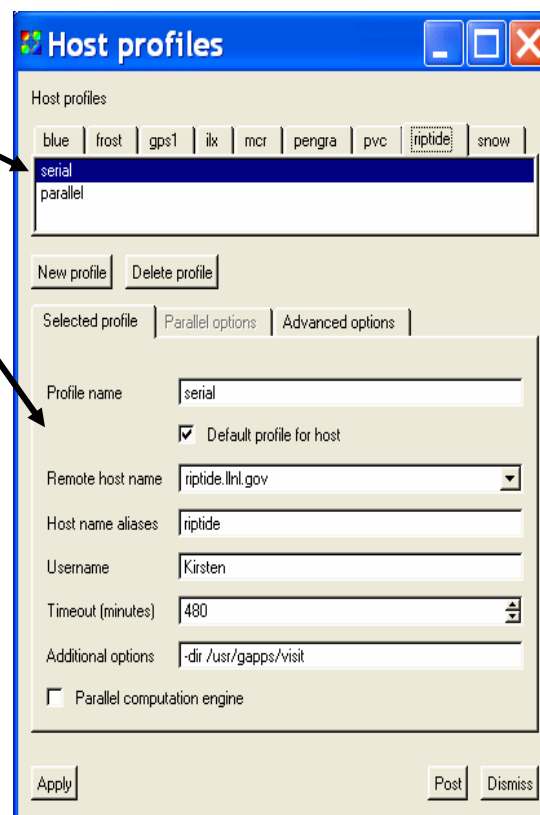 Host profiles
Host profiles
blue frost gps1 ilx mcr pengra pvc riptide snow
serial
parallel
New profile Delete profile
Selected profile Parallel options Advanced options
Profile name serial
Default profile for host
Remote host name riptide.llnl.gov
Host name aliases riptide
Username Kirsten
Timeout (minutes) 480
Additional options -dir /usr/gapps/visit
Parallel computation engine
Apply Post Dismiss